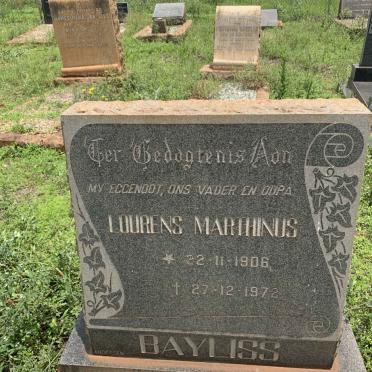 Ter Gedagtenis Aan
MY EGGENOOT, ONS VADER EN OUPA.
LOURENS MARTHINUS
* 22-11-1906
† 27-12-1972
BAYLISS